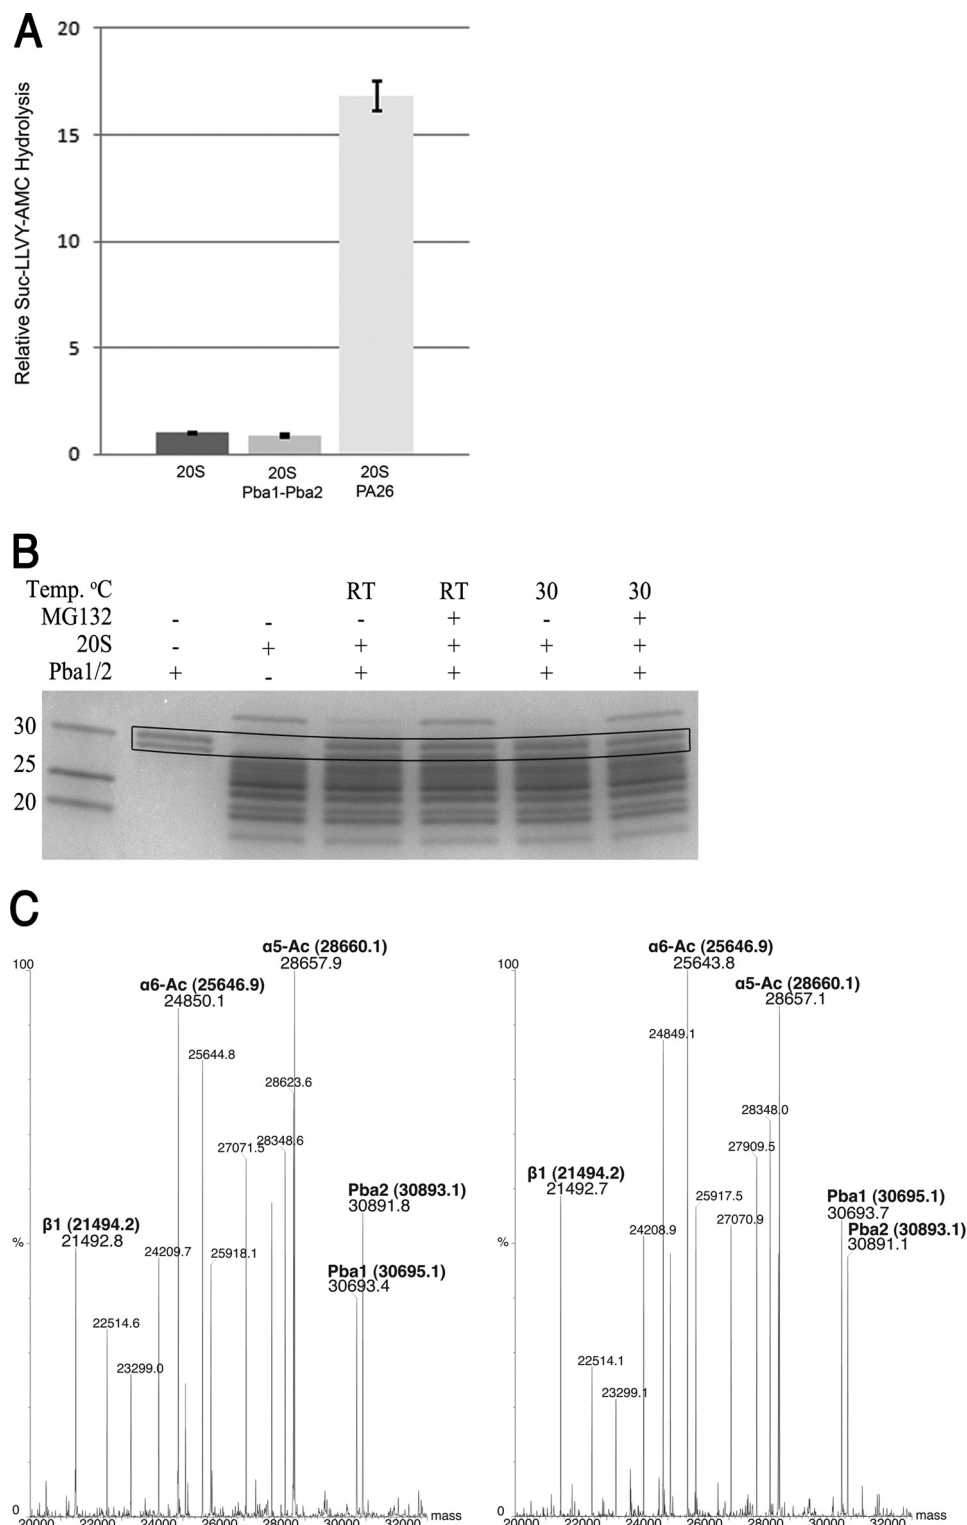 A
20
15
10
5
0
Relative Suc-LLVY-AMC Hydrolysis
20S
20S
Pba1-Pba2
20S
PA26
B
Temp. °C RT RT 30 30
MG132 - - - + - +
20S - + + + + +
Pba1/2 + - + + + +
30
25
20
C
α5-Ac (28660.1)
28657.9
α6-Ac (25646.9)
24850.1
100
25644.8
28623.6
27071.5
28348.6
Pba2 (30893.1)
30891.8
β1 (21494.2)
21492.8
%
24209.7
25918.1
Pba1 (30695.1)
30693.4
22514.6
23299.0
0
20000 22000 24000 26000 28000 30000 32000 mass
α6-Ac (25646.9)
25643.8
100
α5-Ac (28660.1)
28657.1
24849.1
28348.0
27909.5
β1 (21494.2)
21492.7
25917.5
Pba1 (30695.1)
30693.7
24208.9
27070.9
Pba2 (30893.1)
30891.1
%
22514.1
23299.1
0
20000 22000 24000 26000 28000 30000 32000 mass